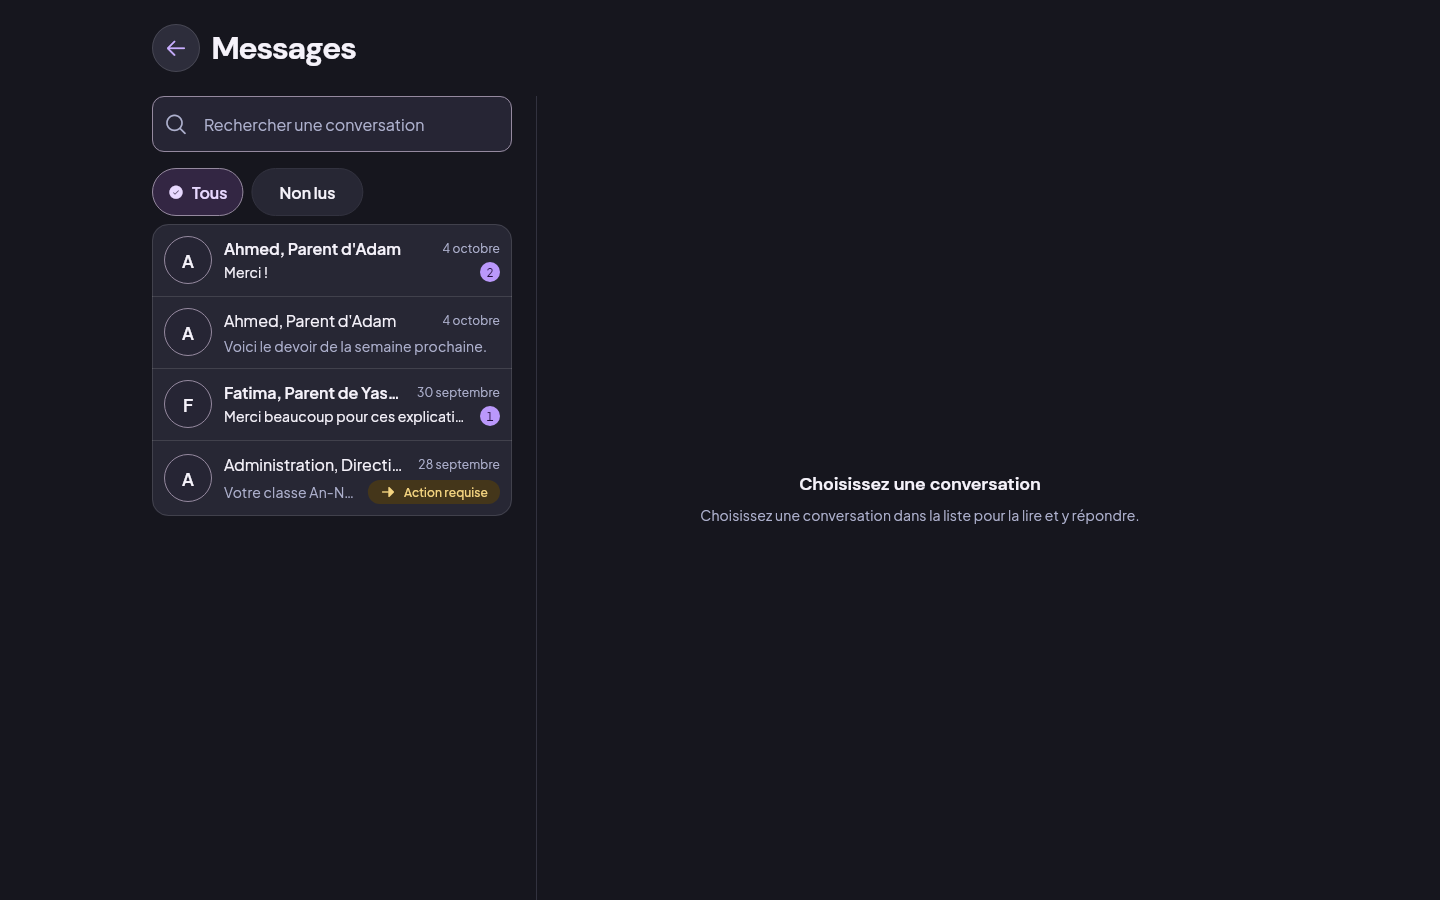 Messages
Rechercher une conversation
Tous
Non lus
A
Ahmed, Parent d'Adam
4 octobre
Merci !
2
A
Ahmed, Parent d'Adam
4 octobre
Voici le devoir de la semaine prochaine.
F
Fatima, Parent de Yas…
30 septembre
Merci beaucoup pour ces explicati…
1
A
Administration, Directi…
28 septembre
Votre classe An-N…
Action requise
Choisissez une conversation
Choisissez une conversation dans la liste pour la lire et y répondre.